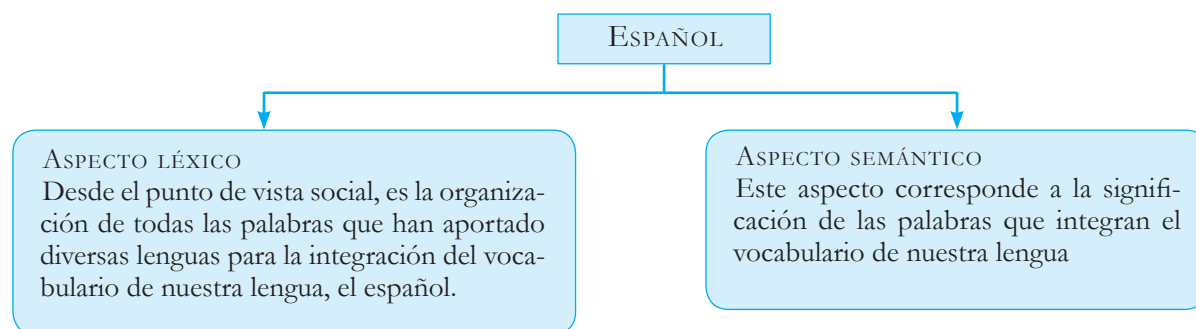 ESPAÑOL
ASPECTO LÉXICO
Desde el punto de vista social, es la organiza-
ción de todas las palabras que han aportado
diversas lenguas para la integración del voca-
bulario de nuestra lengua, el español.
ASPECTO SEMÁNTICO
Este aspecto corresponde a la signifi-
cación de las palabras que integran el
vocabulario de nuestra lengua